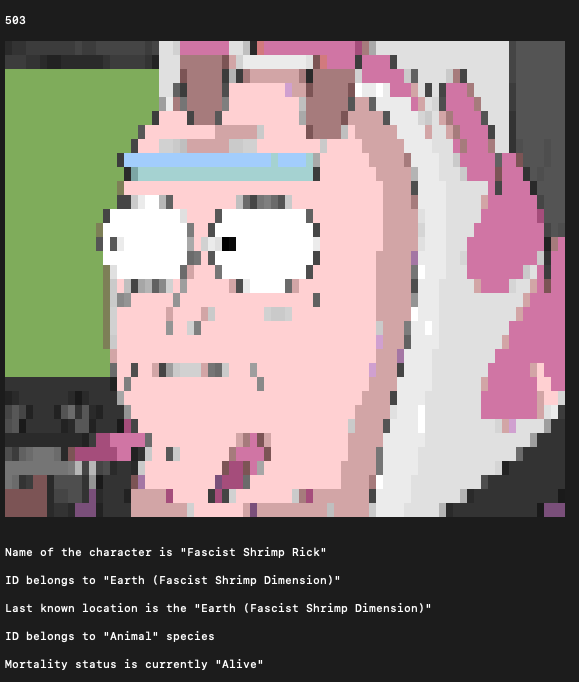 503
Name of the character is "Fascist Shrimp Rick"
ID belongs to "Earth (Fascist Shrimp Dimension)"
Last known location is the "Earth (Fascist Shrimp Dimension)"
ID belongs to "Animal" species
Mortality status is currently "Alive"